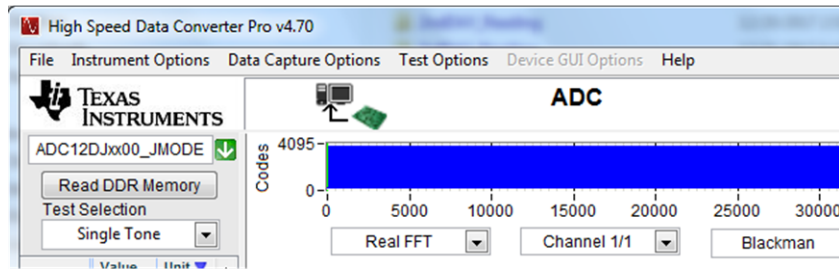 High Speed Data Converter Pro v4.70
File Instrument Options Data Capture Options Test Options Device GUI Options Help
TEXAS
INSTRUMENTS
ADC
ADC12DJxx00_JMODE
Codes
4095
0
Read DDR Memory
0 5000 10000 15000 20000 25000 30000
Test Selection
Single Tone
Real FFT Channel 1/1 Blackman
Value Unit